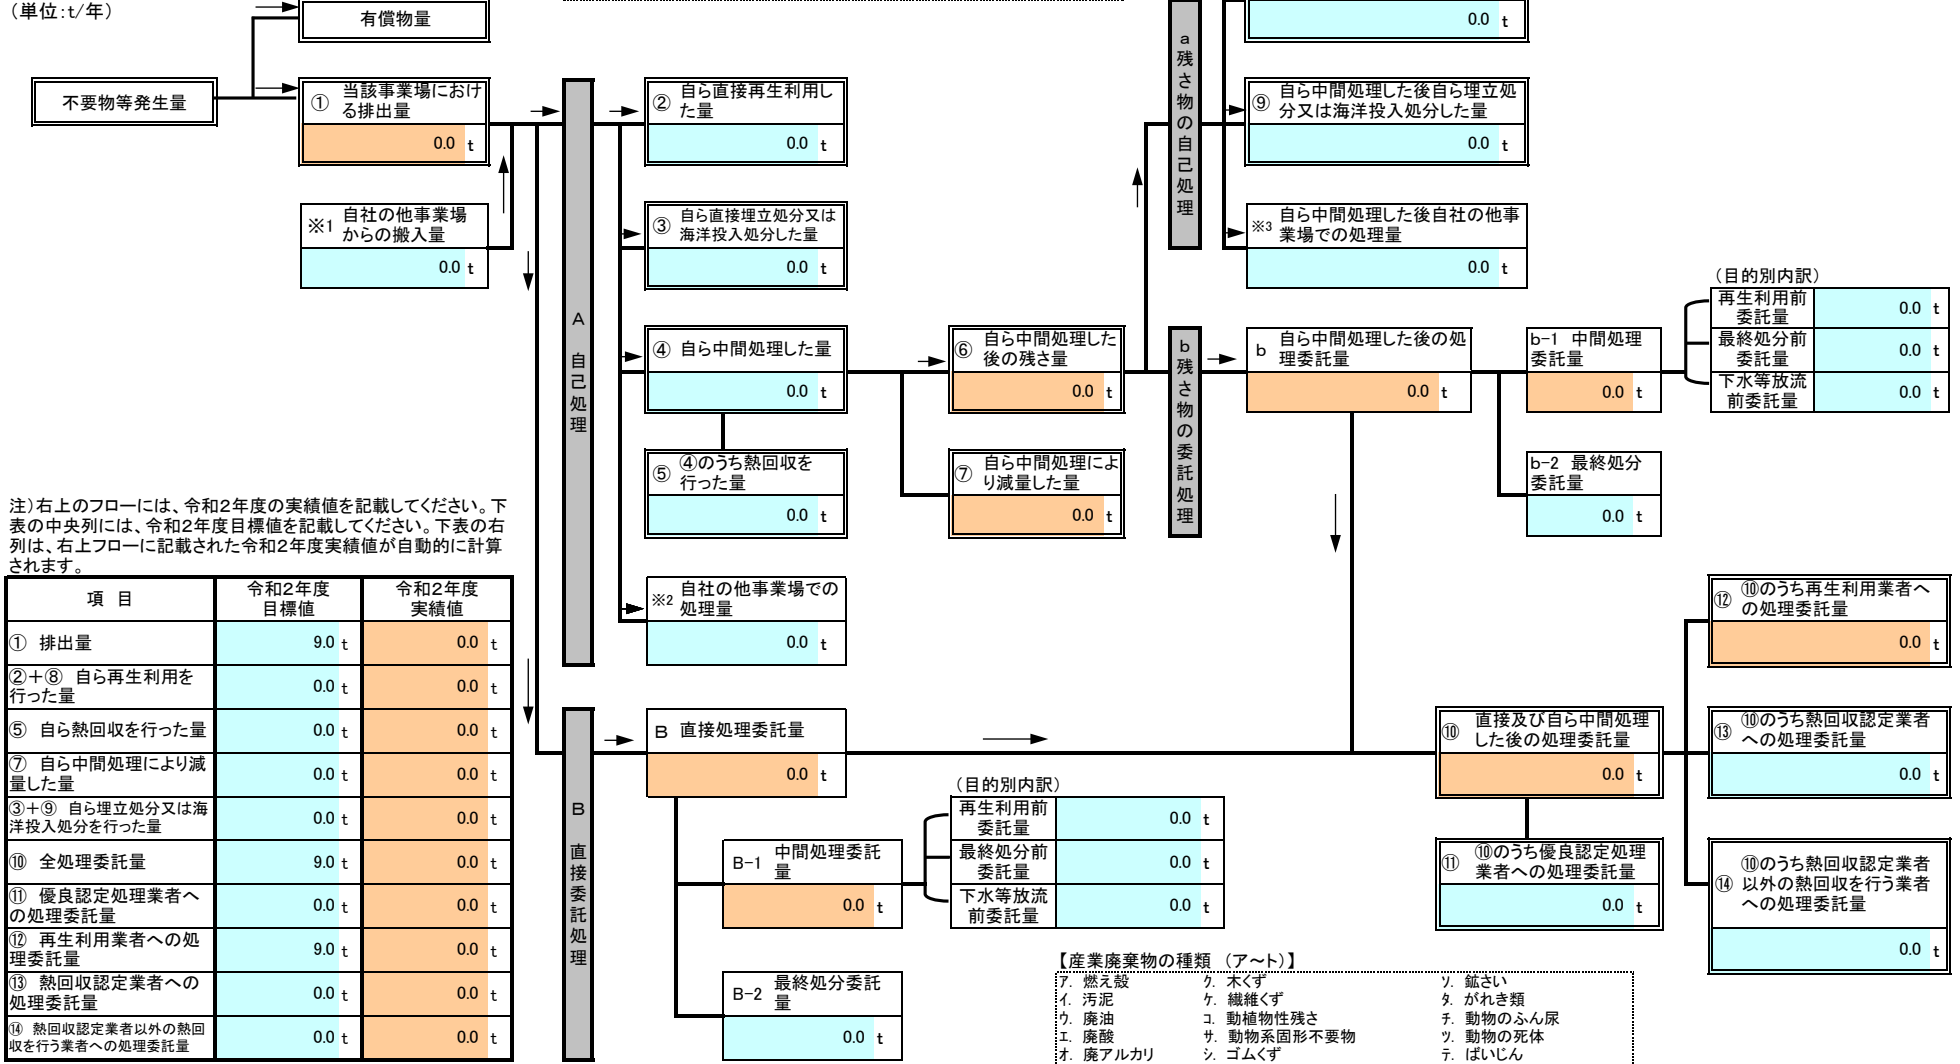 （単位：t/年）
有償物量
不要物等発生量
① 当該事業場におけ
る排出量
0.0 t
※1 自社の他事業場
からの搬入量
0.0 t
A 自己処理
② 自ら直接再生利用し
た量
0.0 t
③ 自ら直接埋立処分又は
海洋投入処分した量
0.0 t
④ 自ら中間処理した量
0.0 t
⑤ ④のうち熱回収を
行った量
0.0 t
※2 自社の他事業場での
処理量
0.0 t
⑥ 自ら中間処理した
後の残さ量
0.0 t
⑦ 自ら中間処理によ
り減量した量
0.0 t
a 残さ物の自己処理
0.0 t
⑨ 自ら中間処理した後自ら埋立処
分又は海洋投入処分した量
0.0 t
※3 自ら中間処理した後自社の他事
業場での処理量
0.0 t
b 残さ物の委託処理
b 自ら中間処理した後の処
理委託量
0.0 t
b-1 中間処理
委託量
0.0 t
b-2 最終処分
委託量
0.0 t
（目的別内訳）
再生利用前
委託量
0.0 t
最終処分前
委託量
0.0 t
下水等放流
前委託量
0.0 t
注）右上のフローには、令和２年度の実績値を記載してください。下
表の中央列には、令和２年度目標値を記載してください。下表の右
列は、右上フローに記載された令和２年度実績値が自動的に計算
されます。
項 目
令和２年度
目標値
令和２年度
実績値
① 排出量 9.0 t 0.0 t
②＋⑧ 自ら再生利用を
行った量 0.0 t 0.0 t
⑤ 自ら熱回収を行った量 0.0 t 0.0 t
⑦ 自ら中間処理により減
量した量 0.0 t 0.0 t
③＋⑨ 自ら埋立処分又は海
洋投入処分を行った量 0.0 t 0.0 t
⑩ 全処理委託量 9.0 t 0.0 t
⑪ 優良認定処理業者へ
の処理委託量 0.0 t 0.0 t
⑫ 再生利用業者への処
理委託量 9.0 t 0.0 t
⑬ 熱回収認定業者への
処理委託量 0.0 t 0.0 t
⑭ 熱回収認定業者以外の熱回
収を行う業者への処理委託量 0.0 t 0.0 t
B 直接委託処理
B 直接処理委託量
0.0 t
B-1 中間処理委託
量
0.0 t
B-2 最終処分委託
量
0.0 t
（目的別内訳）
再生利用前
委託量
0.0 t
最終処分前
委託量
0.0 t
下水等放流
前委託量
0.0 t
⑩ 直接及び自ら中間処理
した後の処理委託量
0.0 t
⑪ ⑩のうち優良認定処理
業者への処理委託量
0.0 t
⑫ ⑩のうち再生利用業者へ
の処理委託量
0.0 t
⑬ ⑩のうち熱回収認定業者
への処理委託量
0.0 t
⑭ ⑩のうち熱回収認定業者
以外の熱回収を行う業者
への処理委託量
0.0 t
【産業廃棄物の種類 （ア～ト）】
ア. 燃え殻 ク. 木くず ソ. 鉱さい
イ. 汚泥 ケ. 繊維くず タ. がれき類
ウ. 廃油 コ. 動植物性残さ チ. 動物のふん尿
エ. 廃酸 サ. 動物系固形不要物 ツ. 動物の死体
オ. 廃アルカリ シ. ゴムくず テ. ばいじん